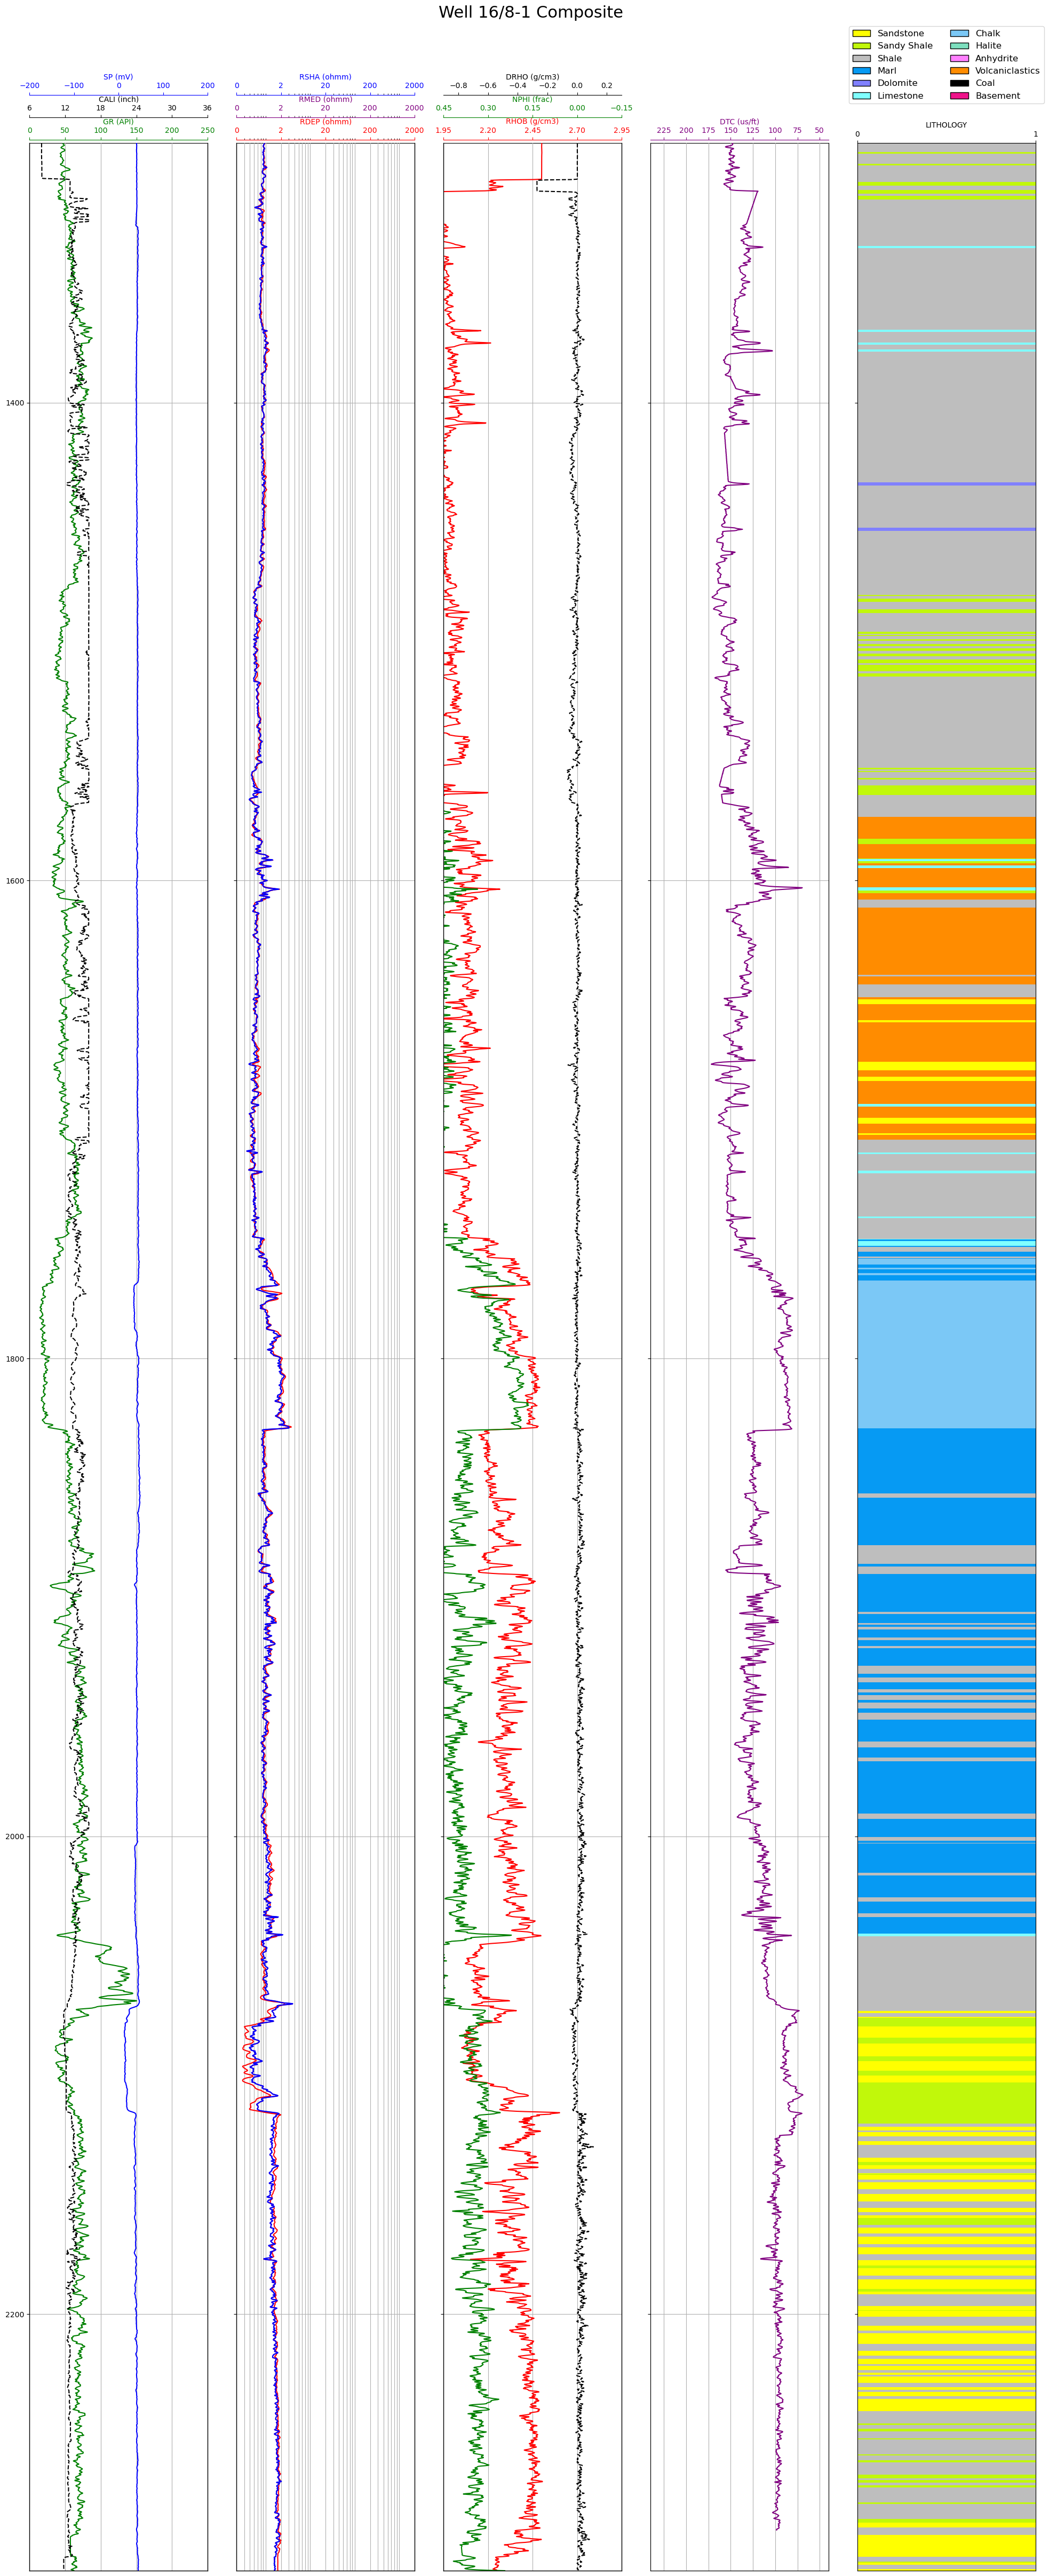 Well 16/8-1 Composite
Sandstone Chalk
Sandy Shale Halite
Shale Anhydrite
Marl Volcaniclastics
Dolomite Coal
Limestone Basement
SP (mV) RSHA (ohmm) DRHO (g/cm3)
−200 −100 0 100 200 0 2 20 200 2000 −0.8 −0.6 −0.4 −0.2 0.0 0.2
CALI (inch) RMED (ohmm) NPHI (frac)
6 12 18 24 30 36 0 2 20 200 2000 0.45 0.30 0.15 0.00 −0.15
GR (API) RDEP (ohmm) RHOB (g/cm3) DTC (us/ft) LITHOLOGY
0 50 100 150 200 250 0 2 20 200 2000 1.95 2.20 2.45 2.70 2.95 225 200 175 150 125 100 75 50 0 1
1400
1600
1800
2000
2200